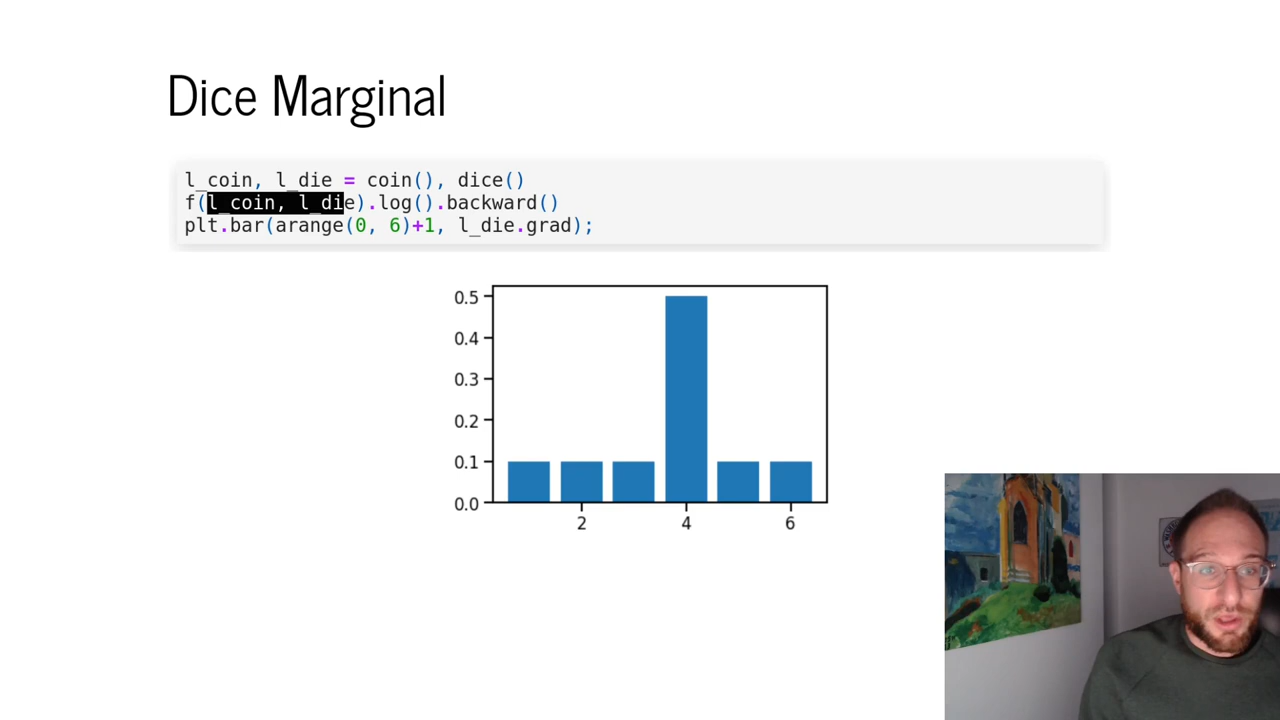 Dice Marginal
l_coin, l_die = coin(), dice()
f(l_coin, l_die).log().backward()
plt.bar(arange(0, 6)+1, l_die.grad);
0.5
0.4
0.3
0.2
0.1
0.0
2 4 6